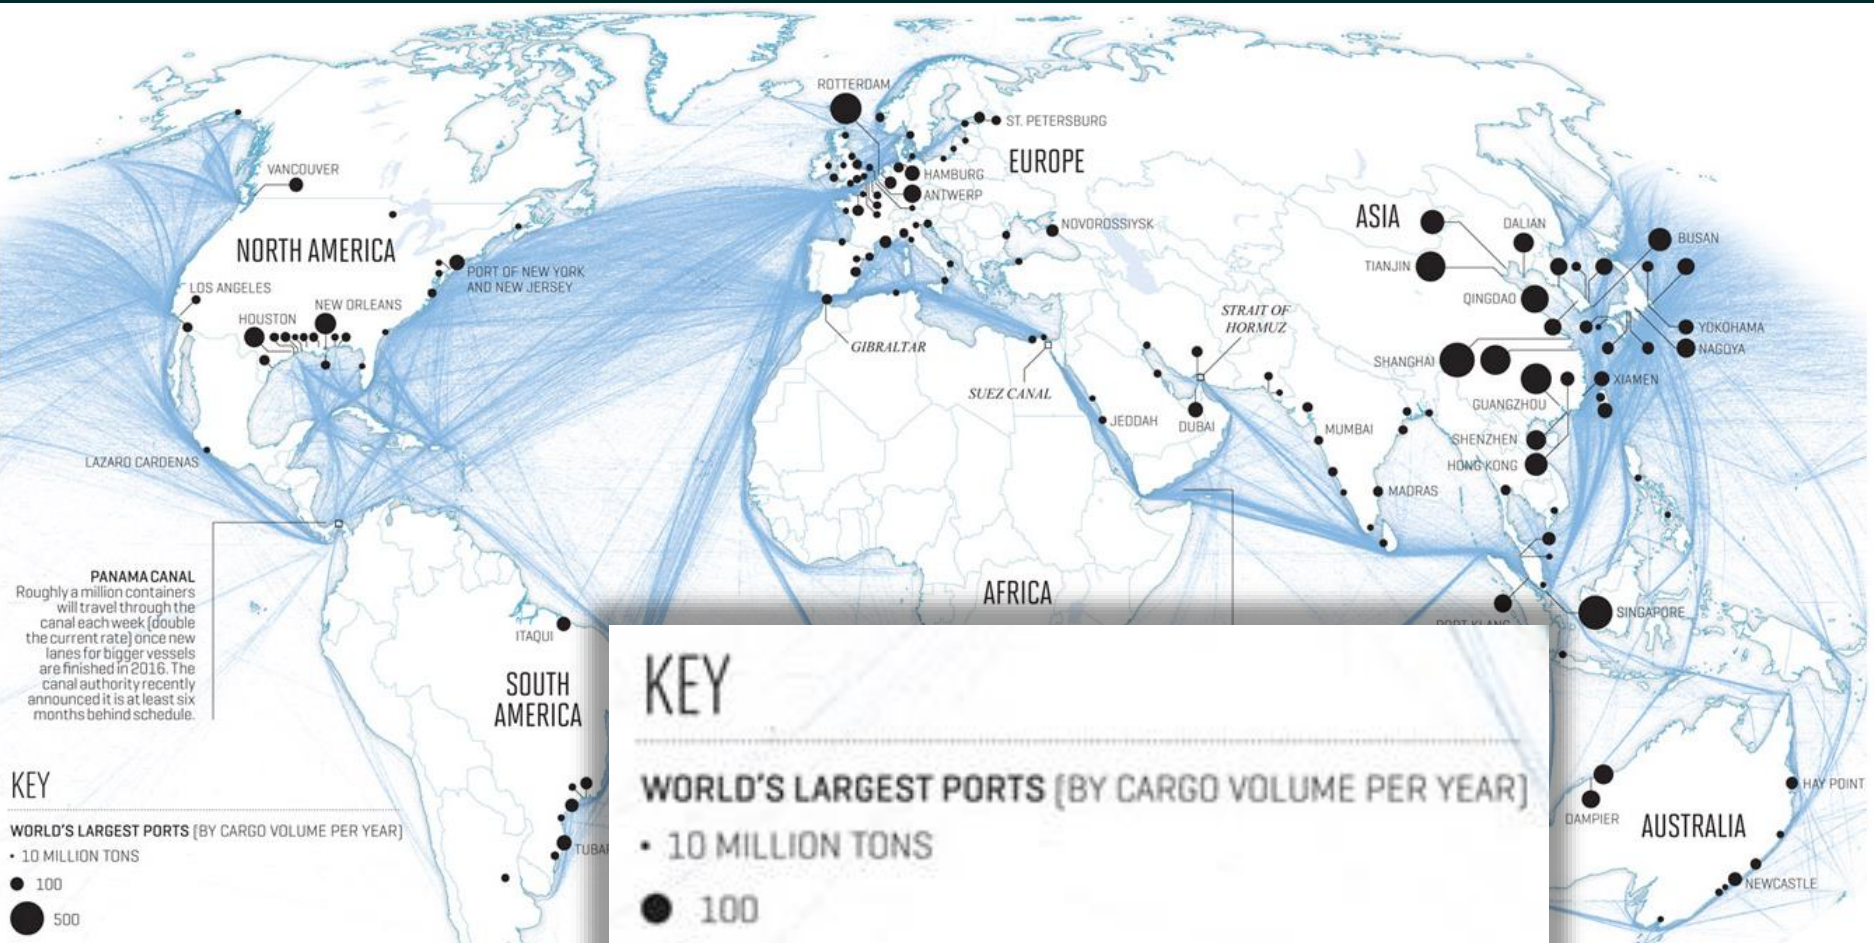 ROTTERDAM
ST. PETERSBURG
EUROPE
HAMBURG
ANTWERP
NOVOROSSIYSK
VANCOUVER
NORTH AMERICA
PORT OF NEW YORK
AND NEW JERSEY
LOS ANGELES
NEW ORLEANS
HOUSTON
LAZARO CARDENAS
GIBRALTAR
SUEZ CANAL
STRAIT OF
HORMUZ
JEDDAH
DUBAI
MUMBAI
MADRAS
ASIA
DALIAN
BUSAN
TIANJIN
QINGDAO
YOKOHAMA
NAGOYA
SHANGHAI
XIAMEN
GUANGZHOU
SHENZHEN
HONG KONG
SINGAPORE
PORT KLANG
AFRICA
PANAMA CANAL
Roughly a million containers
will travel through the
canal each week (double
the current rate) once new
lanes for bigger vessels
are finished in 2016. The
canal authority recently
announced it is at least six
months behind schedule.
ITAQUI
SOUTH
AMERICA
TUBAR
HAY POINT
DAMPIER
AUSTRALIA
NEWCASTLE
KEY
WORLD'S LARGEST PORTS (BY CARGO VOLUME PER YEAR)
• 10 MILLION TONS
100
500
KEY
WORLD'S LARGEST PORTS (BY CARGO VOLUME PER YEAR)
• 10 MILLION TONS
100